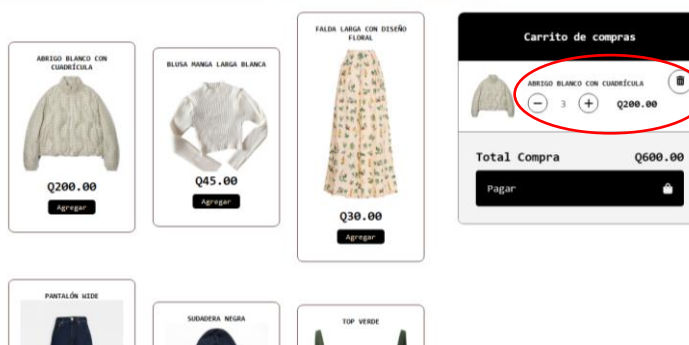 ABRIGO BLANCO CON
CUADRÍCULA
Q200.00
Agregar
BLUSA MANGA LARGA BLANCA
Q45.00
Agregar
FALDA LARGA CON DISEÑO
FLORAL
Q30.00
Agregar
Carrito de compras
ABRIGO BLANCO CON CUADRÍCULA
− 3 + Q200.00
Total Compra Q600.00
Pagar
PANTALÓN WIDE
SUDADERA NEGRA
TOP VERDE